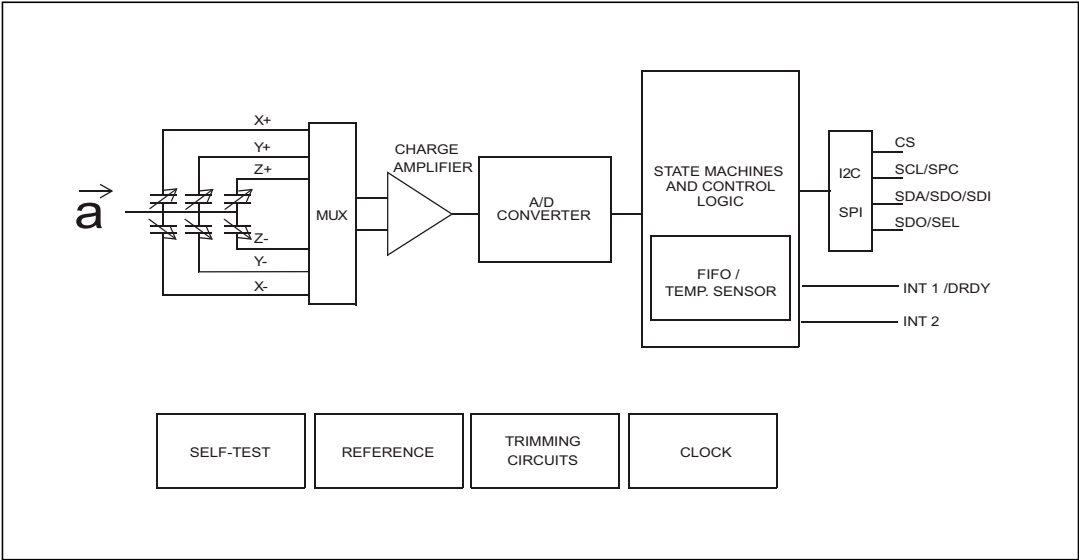 X+
Y+
Z+
a
Z-
Y-
X-
MUX
CHARGE
AMPLIFIER
A/D
CONVERTER
STATE MACHINES
AND CONTROL
LOGIC
FIFO /
TEMP. SENSOR
I2C
SPI
CS
SCL/SPC
SDA/SDO/SDI
SDO/SEL
INT 1 /DRDY
INT 2
SELF-TEST
REFERENCE
TRIMMING
CIRCUITS
CLOCK